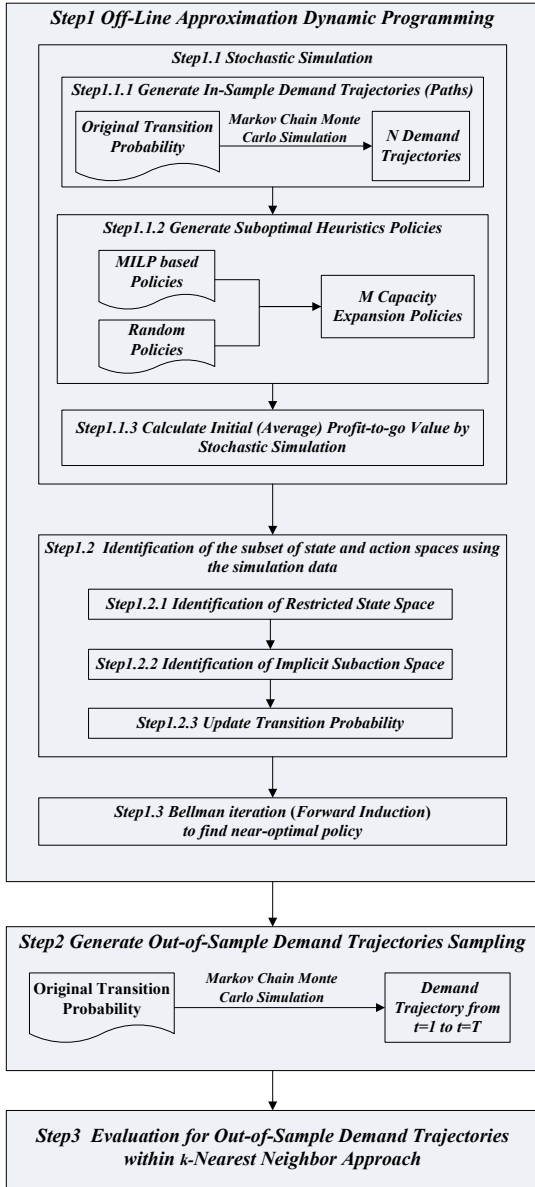 Step1 Off-Line Approximation Dynamic Programming
Step1.1 Stochastic Simulation
Step1.1.1 Generate In-Sample Demand Trajectories (Paths)
Original Transition
Probability
Markov Chain Monte
Carlo Simulation
N Demand
Trajectories
Step1.1.2 Generate Suboptimal Heuristics Policies
MILP based
Policies
Random
Policies
M Capacity
Expansion Policies
Step1.1.3 Calculate Initial (Average) Profit-to-go Value by
Stochastic Simulation
Step1.2 Identification of the subset of state and action spaces using
the simulation data
Step1.2.1 Identification of Restricted State Space
Step1.2.2 Identification of Implicit Subaction Space
Step1.2.3 Update Transition Probability
Step1.3 Bellman iteration (Forward Induction)
to find near-optimal policy
Step2 Generate Out-of-Sample Demand Trajectories Sampling
Original Transition
Probability
Markov Chain Monte
Carlo Simulation
Demand
Trajectory from
t=1 to t=T
Step3 Evaluation for Out-of-Sample Demand Trajectories
within k-Nearest Neighbor Approach